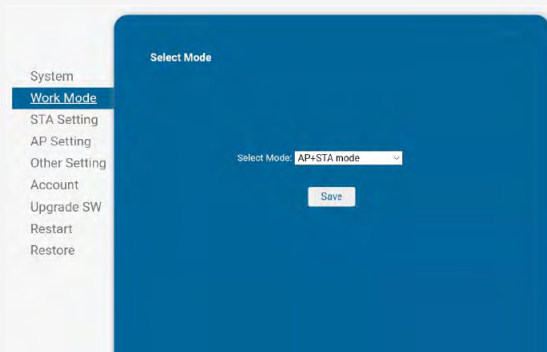 System
Work Mode
STA Setting
AP Setting
Other Setting
Account
Upgrade SW
Restart
Restore
Select Mode
Select Mode: AP+STA mode
Save